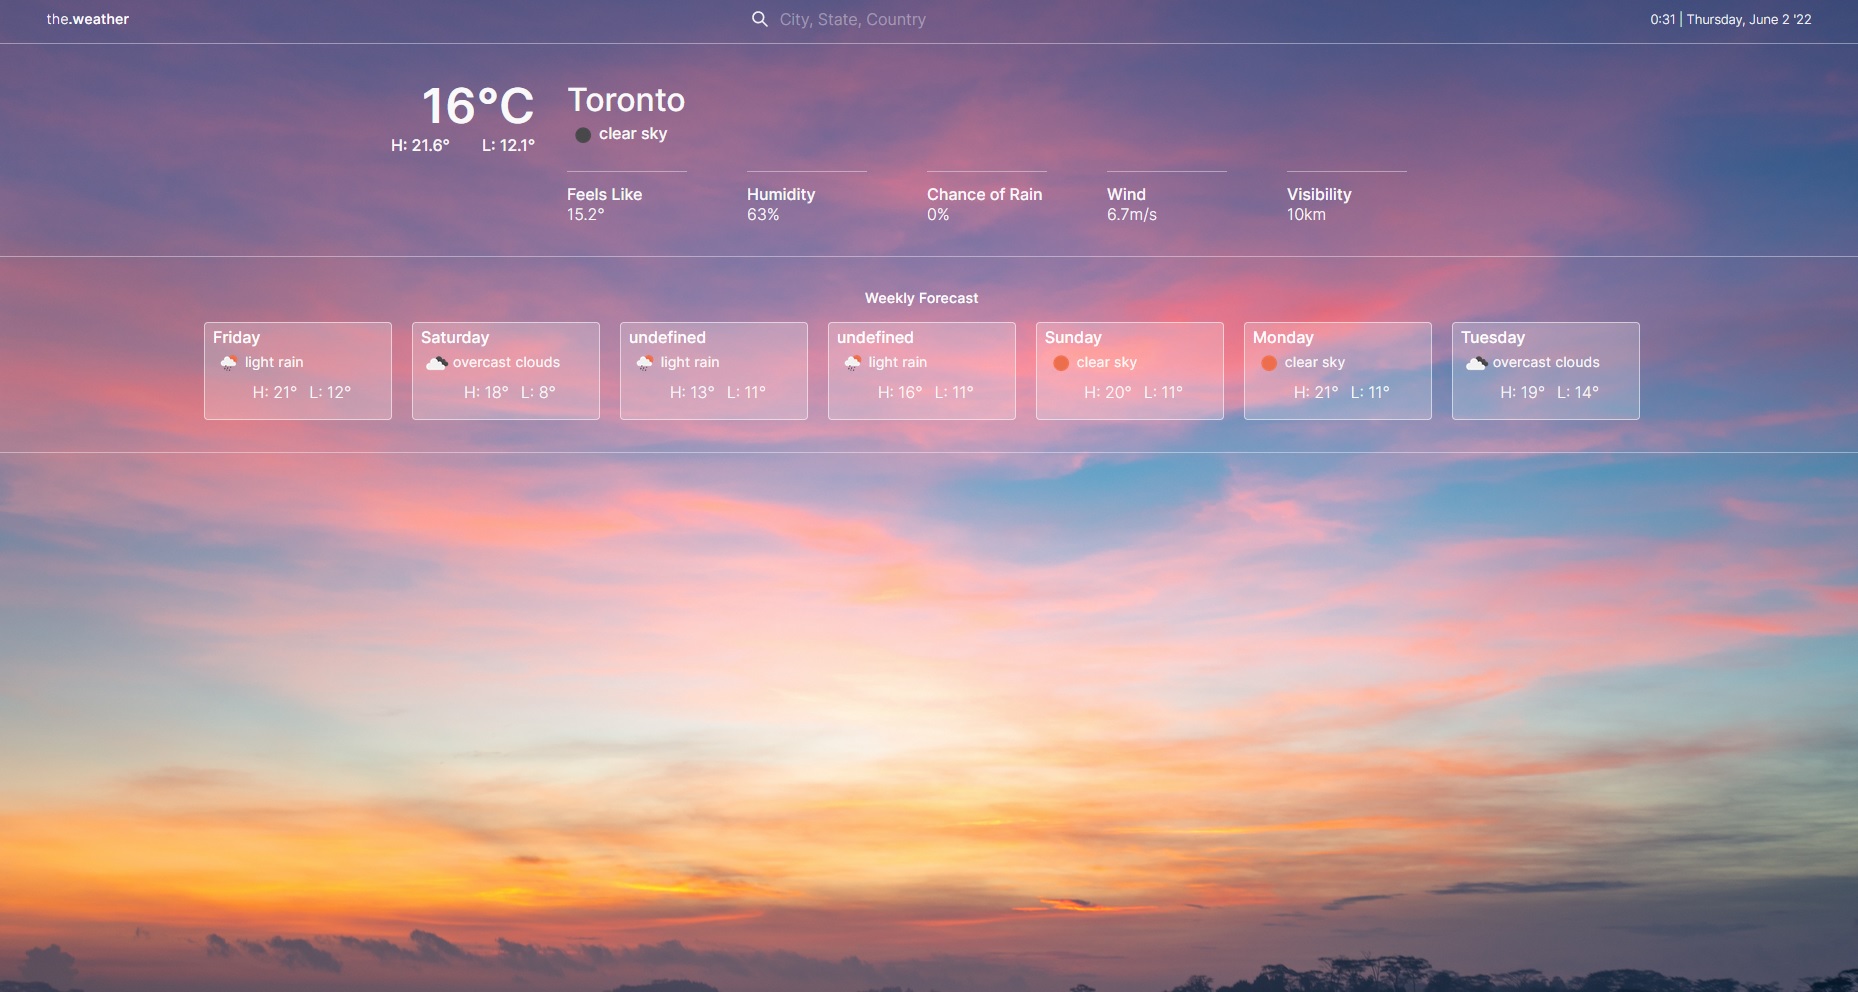 the.weather
City, State, Country
0:31 | Thursday, June 2 '22
16°C
H: 21.6° L: 12.1°
Toronto
clear sky
Feels Like
15.2°
Humidity
63%
Chance of Rain
0%
Wind
6.7m/s
Visibility
10km
Weekly Forecast
Friday
light rain
H: 21° L: 12°
Saturday
overcast clouds
H: 18° L: 8°
undefined
light rain
H: 13° L: 11°
undefined
light rain
H: 16° L: 11°
Sunday
clear sky
H: 20° L: 11°
Monday
clear sky
H: 21° L: 11°
Tuesday
overcast clouds
H: 19° L: 14°